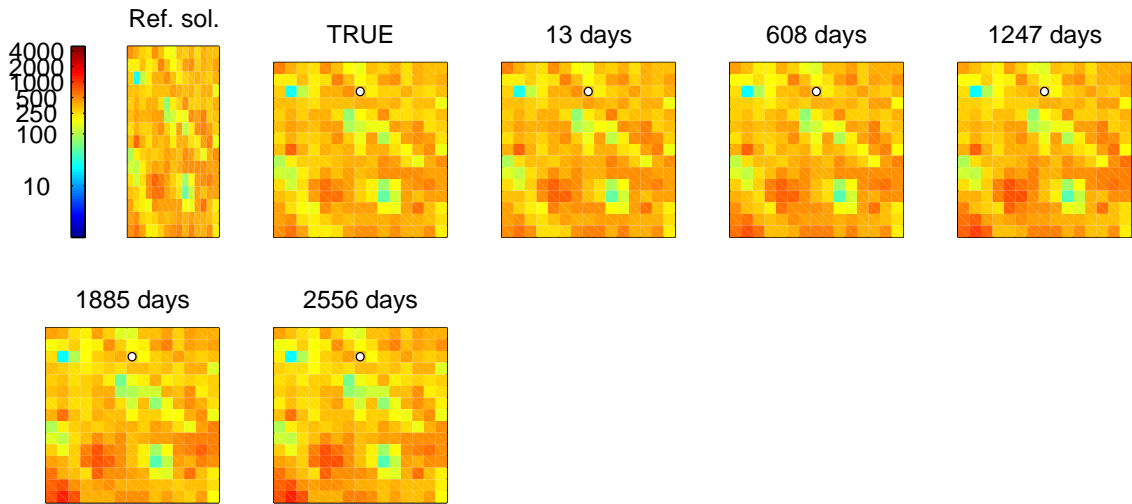 Ref. sol.
TRUE
13 days
608 days
1247 days
4000
2000
1000
500
250
100
10
1885 days
2556 days